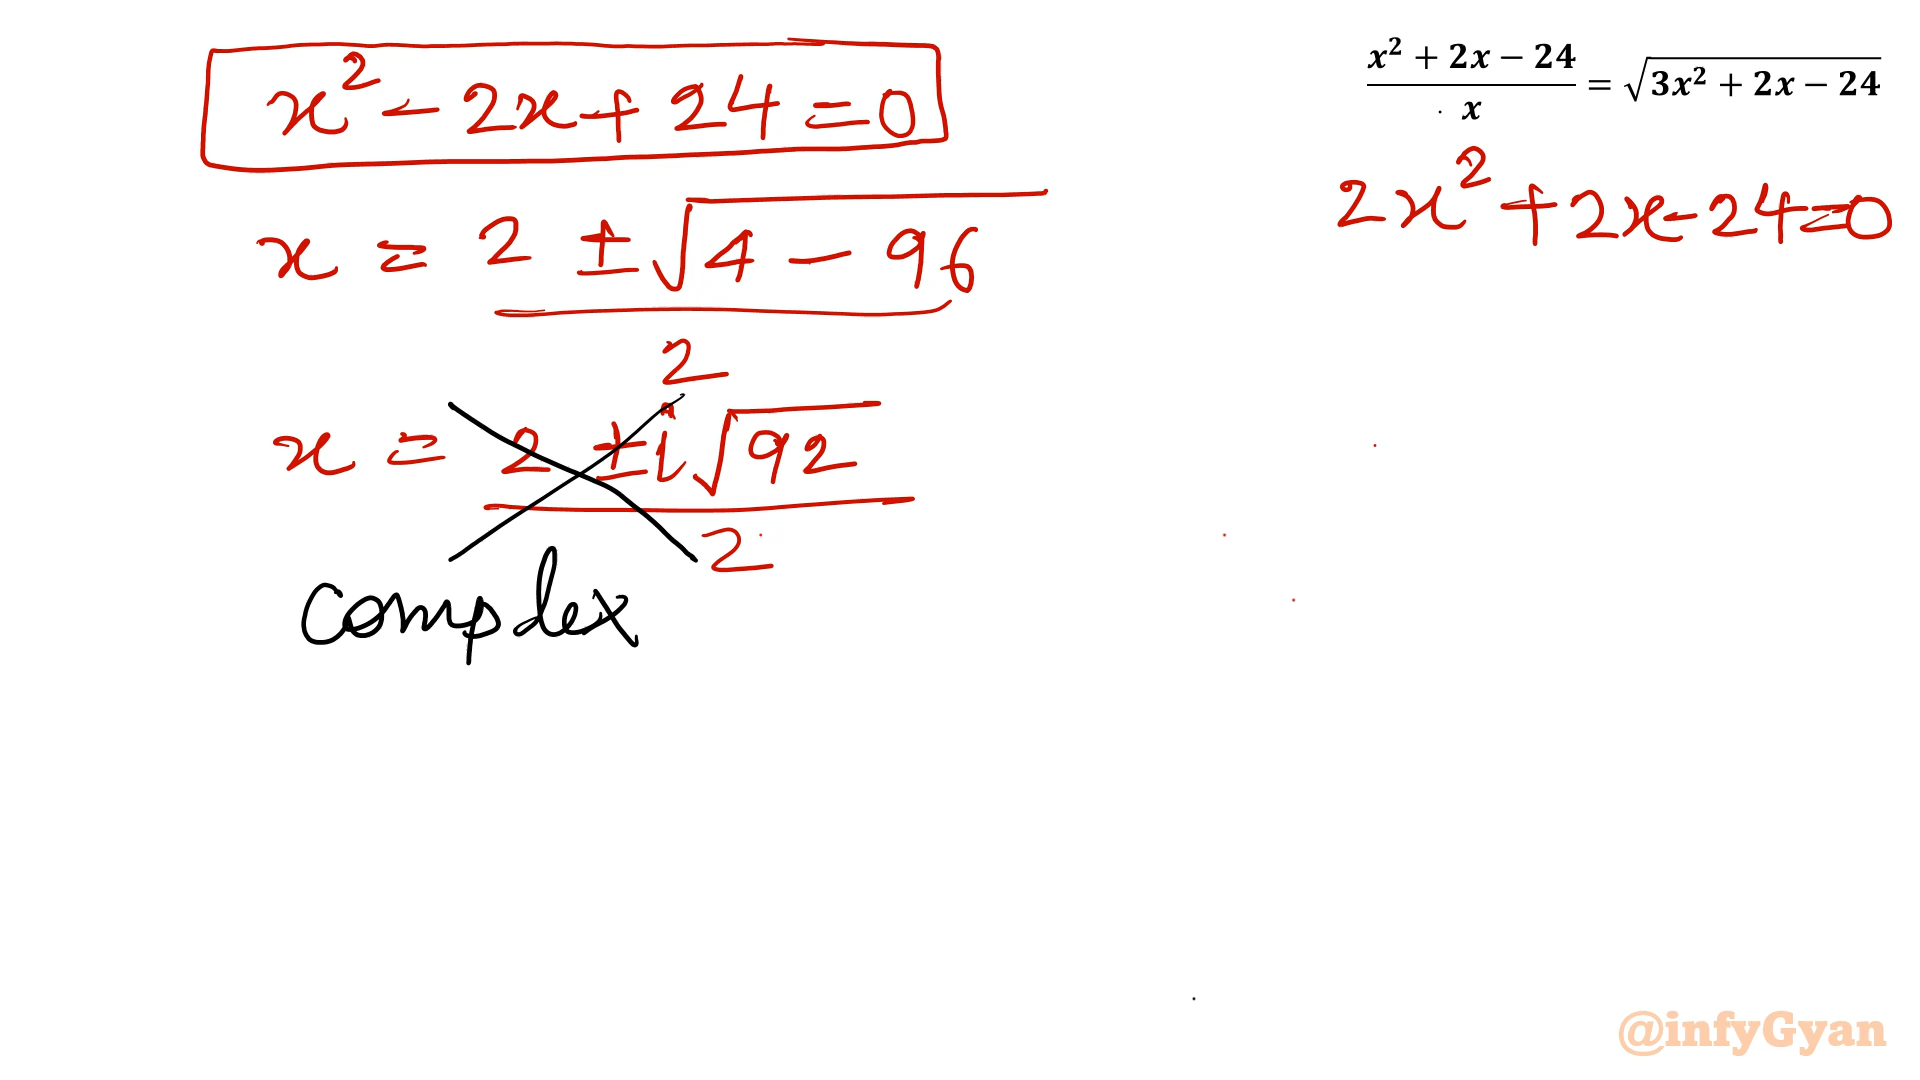 x² - 2x + 24 = 0
x = (2 ± √(4 - 96)) / 2
x = (2 ± i√92) / 2
complex
(x² + 2x − 24) / x = √(3x² + 2x − 24)
2x² + 2x - 24 = 0
@infyGyan